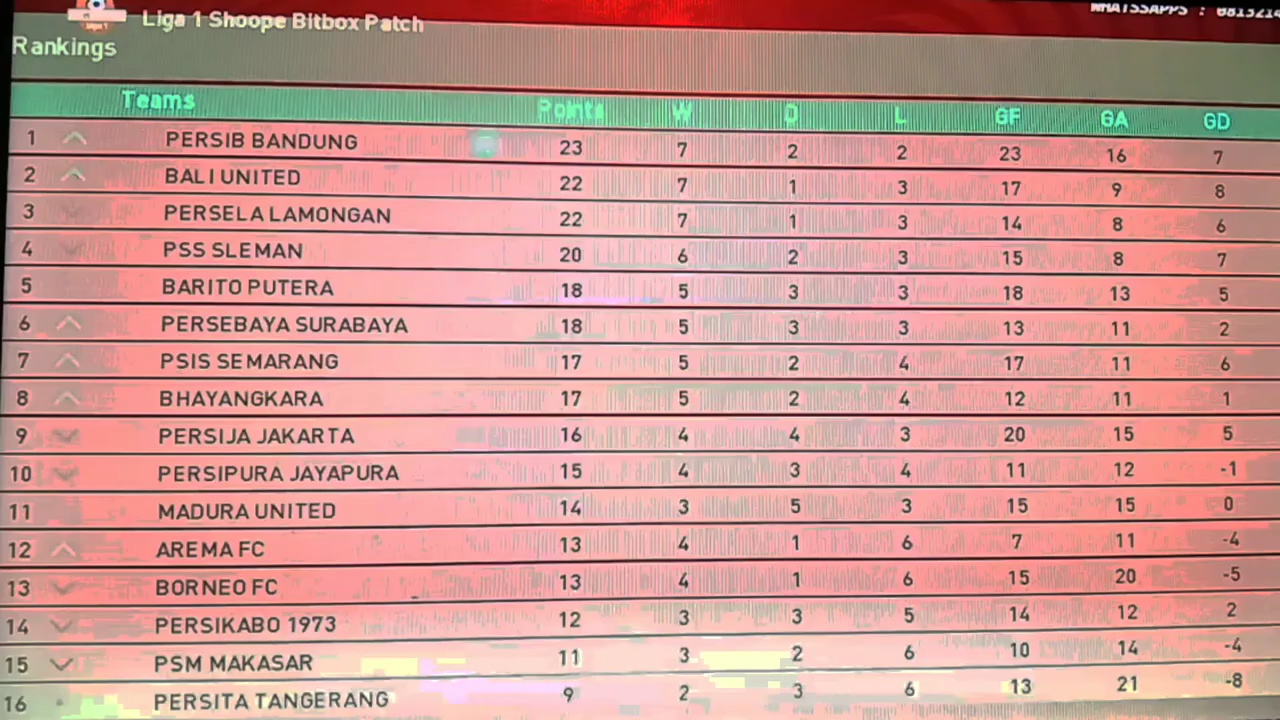 WHATSSAPPS :
Liga 1 Shoope Bitbox Patch
Rankings
Teams Points W D L GF GA GD
1 PERSIB BANDUNG 23 7 2 2 23 16 7
2 BALI UNITED 22 7 1 3 17 9 8
3 PERSELA LAMONGAN 22 7 1 3 14 8 6
4 PSS SLEMAN 20 6 2 3 15 8 7
5 BARITO PUTERA 18 5 3 3 18 13 5
6 PERSEBAYA SURABAYA 18 5 3 3 13 11 2
7 PSIS SEMARANG 17 5 2 4 17 11 6
8 BHAYANGKARA 17 5 2 4 12 11 1
9 PERSIJA JAKARTA 16 4 4 3 20 15 5
10 PERSIPURA JAYAPURA 15 4 3 4 11 12 -1
11 MADURA UNITED 14 3 5 3 15 15 0
12 AREMA FC 13 4 1 6 7 11 -4
13 BORNEO FC 13 4 1 6 15 20 -5
14 PERSIKABO 1973 12 3 3 5 14 12 2
15 PSM MAKASAR 11 3 2 6 10 14 -4
16 PERSITA TANGERANG 9 2 3 6 13 21 -8